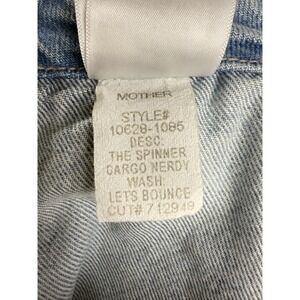 MOTHER
STYLE#
10628-1085
DESC:
THE SPINNER
CARGO NERDY
WASH:
LETS BOUNCE
CUT# 712949